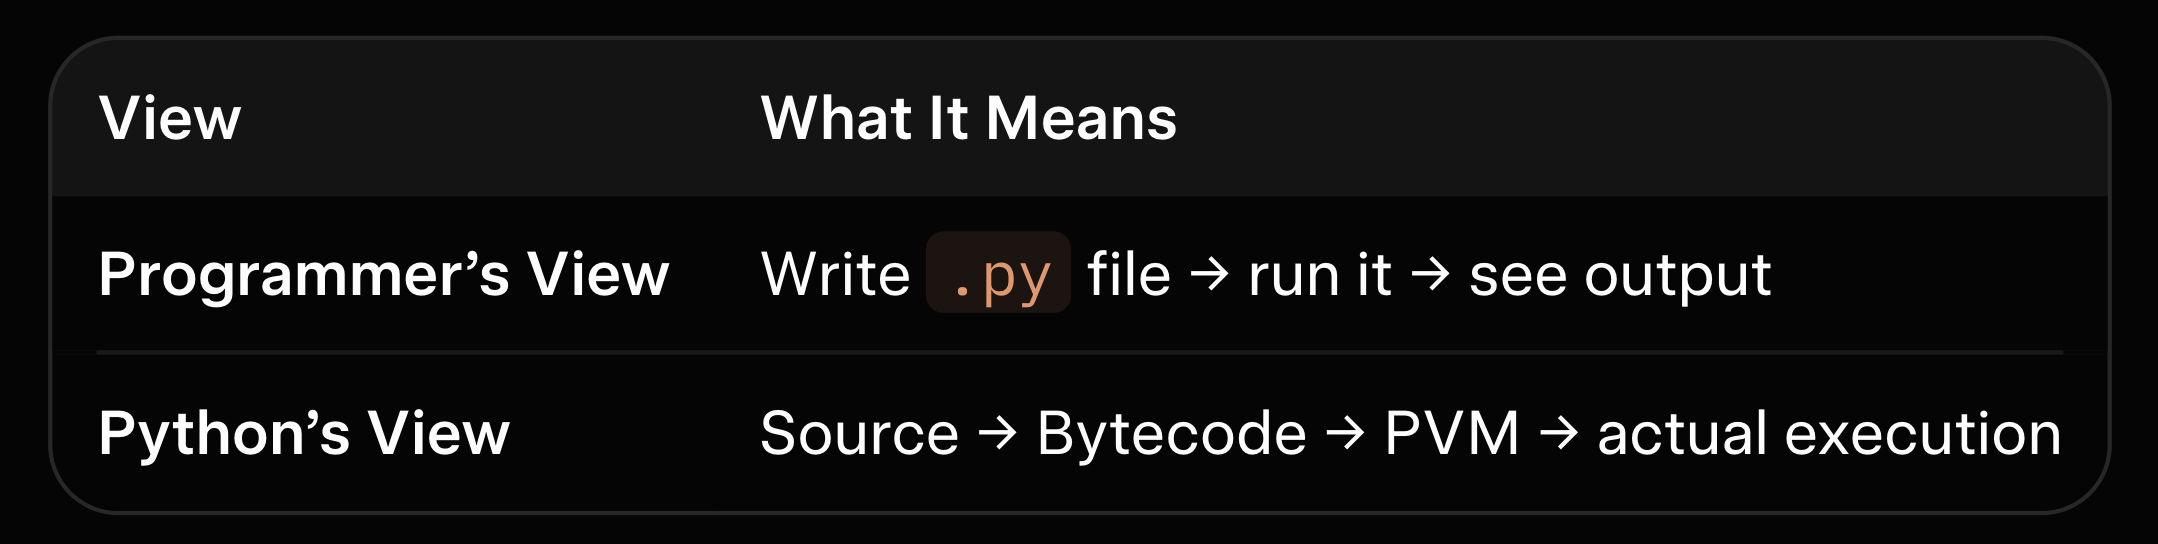 View What It Means
Programmer’s View Write .py file → run it → see output
Python’s View Source → Bytecode → PVM → actual execution